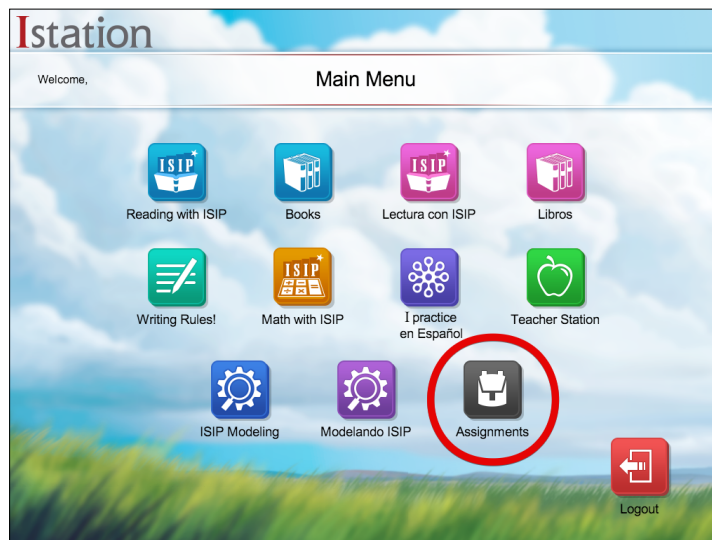 Istation
Welcome,
Main Menu
ISIP
ISIP
Reading with ISIP
Books
Lectura con ISIP
Libros
ISIP
Writing Rules!
Math with ISIP
I practice
en Español
Teacher Station
ISIP Modeling
Modelando ISIP
Assignments
Logout